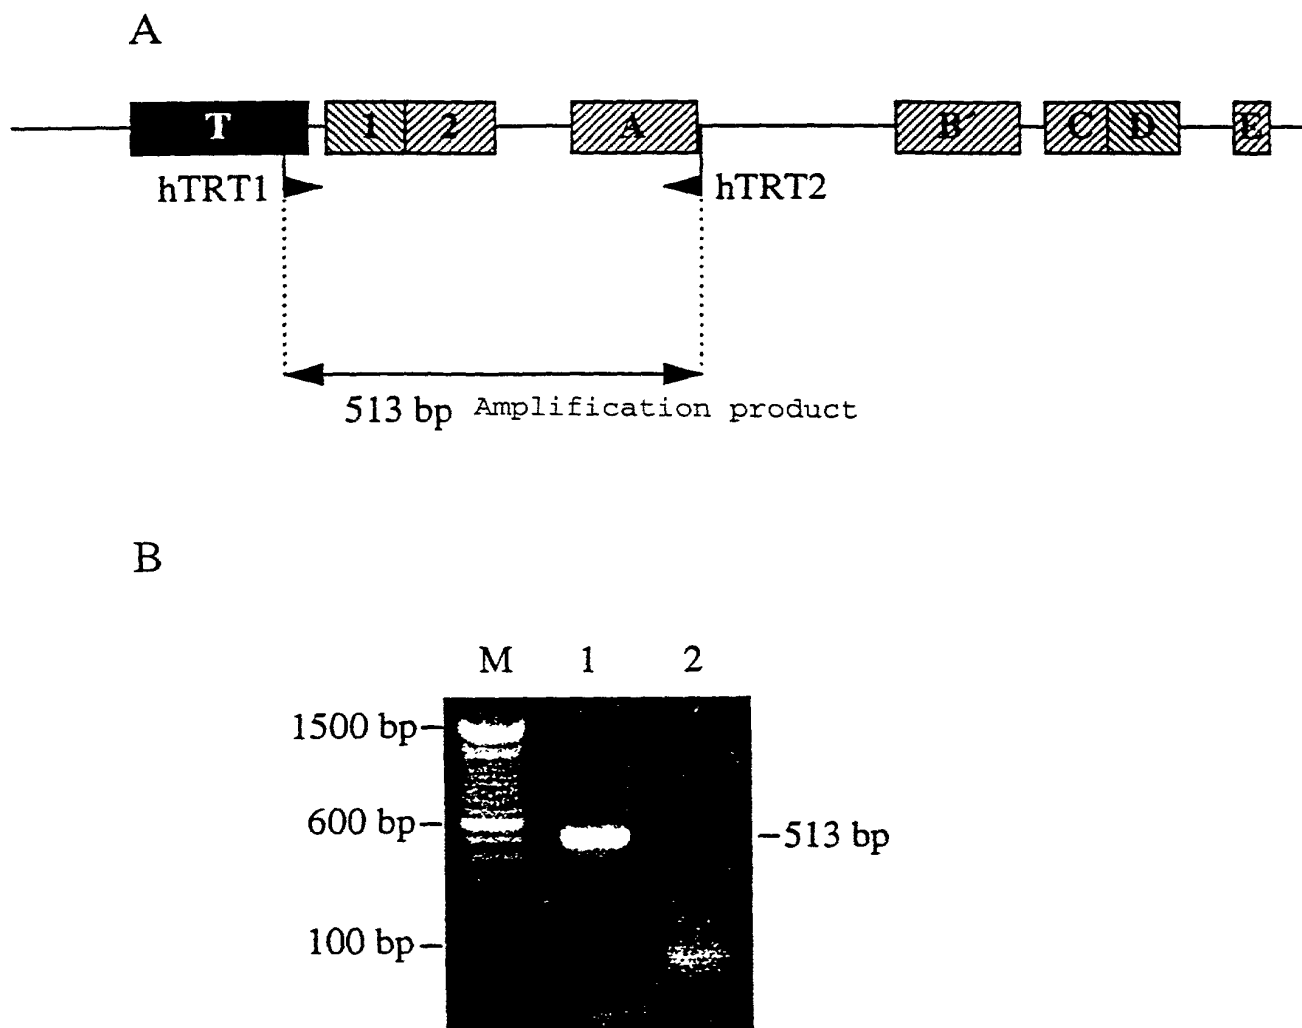 A
T 1 2 A B' C D E
hTRT1 hTRT2
513 bp Amplification product
B
M 1 2
1500 bp
600 bp
513 bp
100 bp